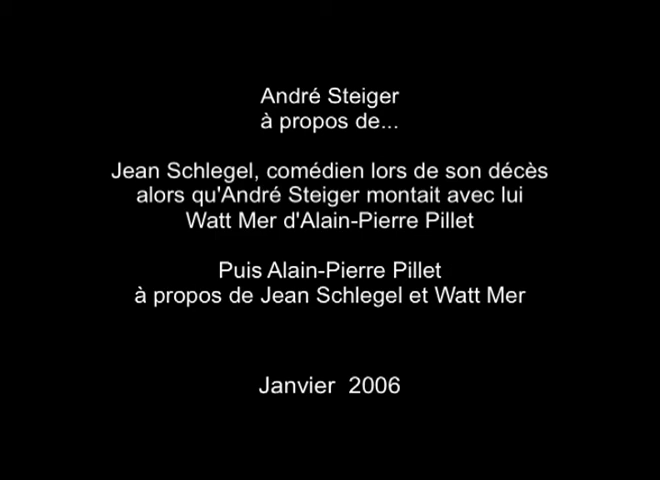 André Steiger
à propos de...
Jean Schlegel, comédien lors de son décès
alors qu'André Steiger montait avec lui
Watt Mer d'Alain-Pierre Pillet
Puis Alain-Pierre Pillet
à propos de Jean Schlegel et Watt Mer
Janvier 2006